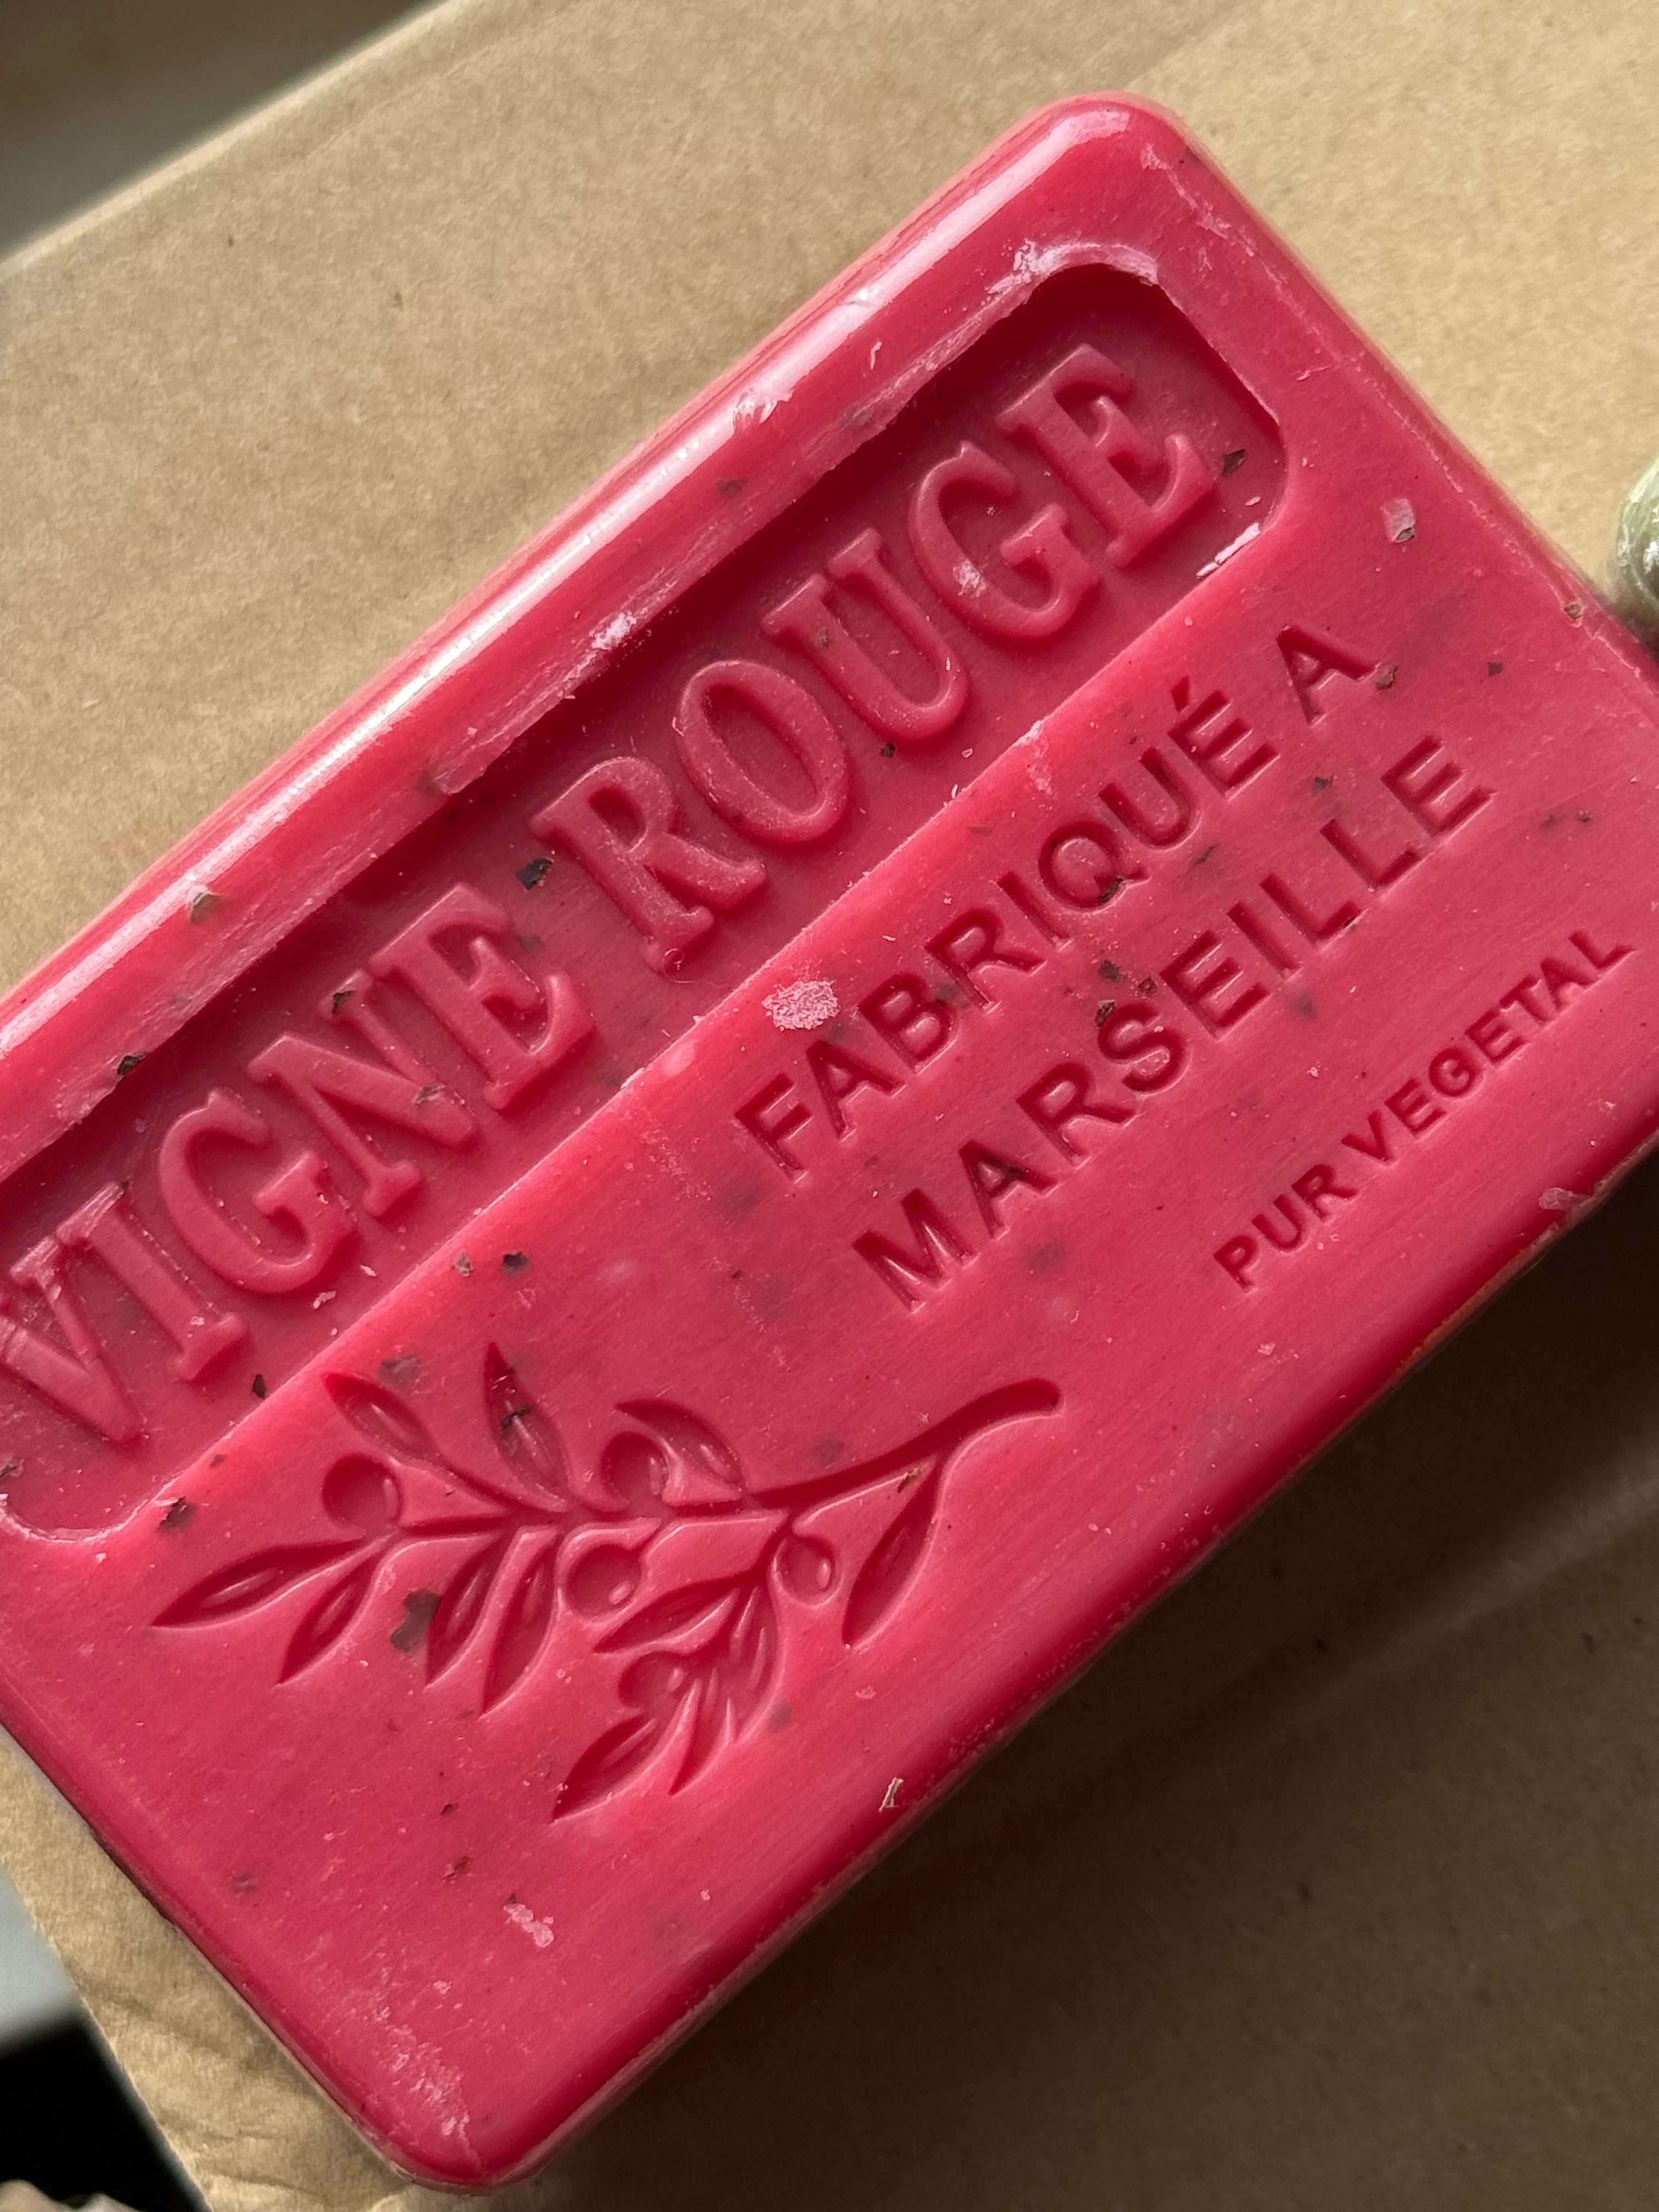 VIGNE ROUGE
FABRIQUÉ A
MARSEILLE
PUR VEGETAL